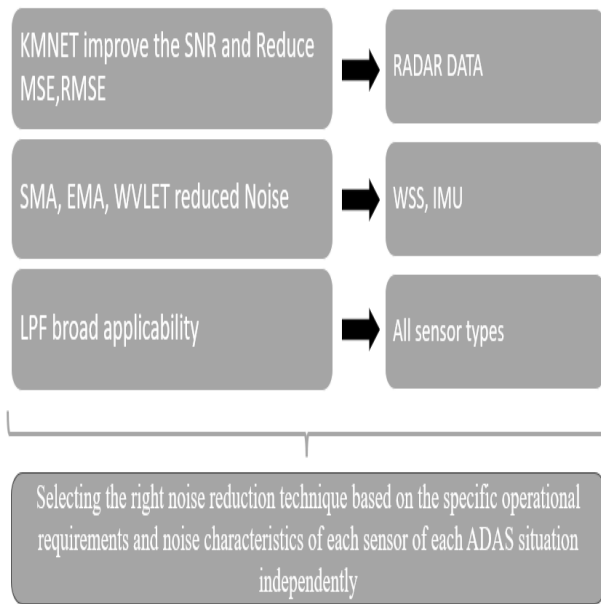 KMNET improve the SNR and Reduce
MSE,RMSE
RADAR DATA
SMA, EMA, WVLET reduced Noise
WSS, IMU
LPF broad applicability
All sensor types
Selecting the right noise reduction technique based on the specific operational
requirements and noise characteristics of each sensor of each ADAS situation
independently